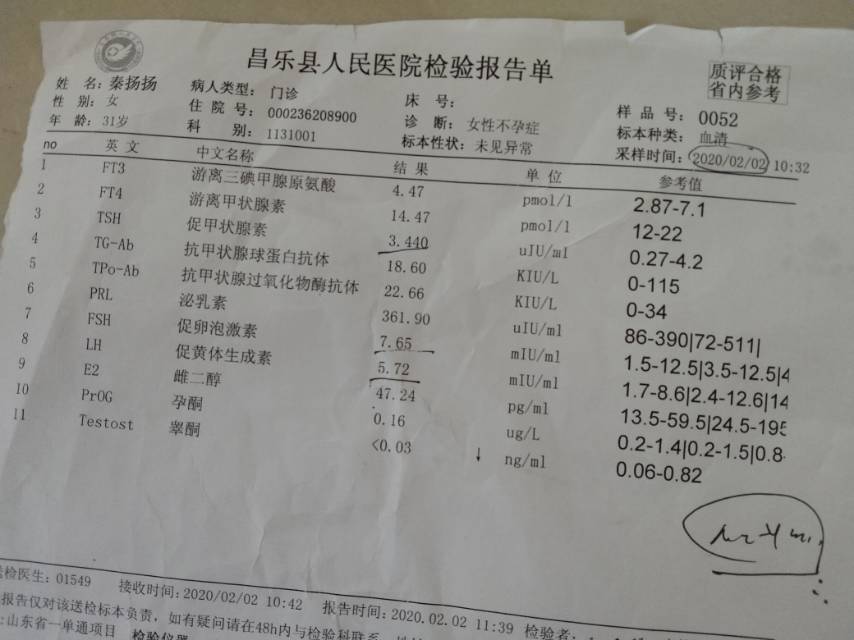 昌乐县人民医院检验报告单
质评合格
省内参考
姓 名: 秦扬扬 病人类型: 门诊 床 号: 样品号: 0052
性 别: 女 住 院 号: 000236208900 诊 断: 女性不孕症 标本种类: 血清
年 龄: 31岁 科 别: 1131001 标本性状: 未见异常 采样时间: 2020/02/02 10:32
no 英 文 中文名称 结 果 单 位 参考值
1 FT3 游离三碘甲腺原氨酸 4.47 pmol/l 2.87-7.1
2 FT4 游离甲状腺素 14.47 pmol/l 12-22
3 TSH 促甲状腺素 3.440 uIU/ml 0.27-4.2
4 TG-Ab 抗甲状腺球蛋白抗体 18.60 KIU/L 0-115
5 TPo-Ab 抗甲状腺过氧化物酶抗体 22.66 KIU/L 0-34
6 PRL 泌乳素 361.90 uIU/ml 86-390|72-511|
7 FSH 促卵泡激素 7.65 mIU/ml 1.5-12.5|3.5-12.5|4
8 LH 促黄体生成素 5.72 mIU/ml 1.7-8.6|2.4-12.6|14
9 E2 雌二醇 47.24 pg/ml 13.5-59.5|24.5-195
10 PrOG 孕酮 0.16 ug/L 0.2-1.4|0.2-1.5|0.8-
11 Testost 睾酮 <0.03 ↓ ng/ml 0.06-0.82
送检医生: 01549 接收时间: 2020/02/02 10:42 报告时间: 2020.02.02 11:39 检验者:
报告仅对该送检标本负责, 如有疑问请在48h内与检验科联系
:山东省一单通项目 检验仪器